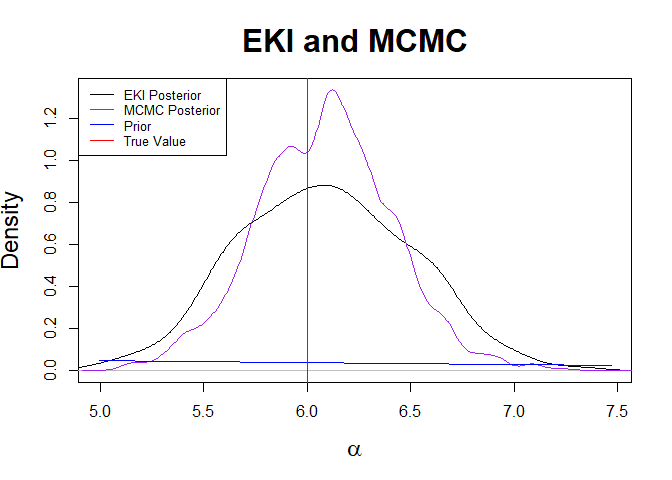 EKI and MCMC
EKI Posterior
MCMC Posterior
Prior
True Value
Density
0.0 0.2 0.4 0.6 0.8 1.0 1.2
5.0 5.5 6.0 6.5 7.0 7.5
α